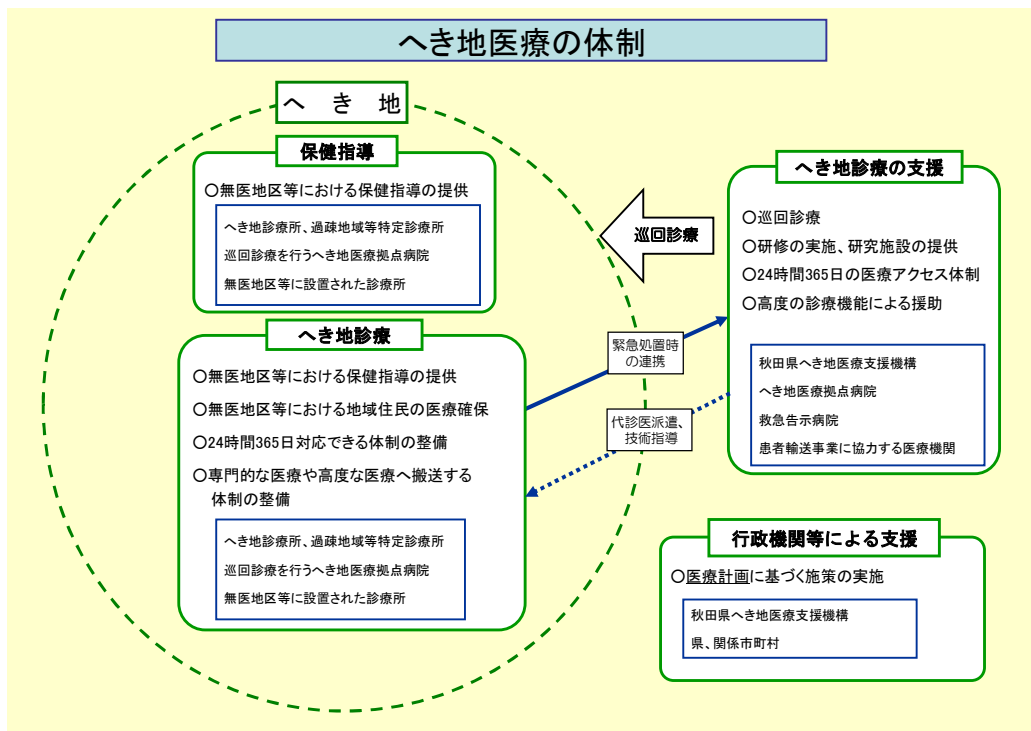 へき地医療の体制
へ き 地
保健指導
○無医地区等における保健指導の提供
へき地診療所、過疎地域等特定診療所
巡回診療を行うへき地医療拠点病院
無医地区等に設置された診療所
へき地診療
○無医地区等における保健指導の提供
○無医地区等における地域住民の医療確保
○24時間365日対応できる体制の整備
○専門的な医療や高度な医療へ搬送する
体制の整備
へき地診療所、過疎地域等特定診療所
巡回診療を行うへき地医療拠点病院
無医地区等に設置された診療所
巡回診療
緊急処置時
の連携
代診医派遣、
技術指導
へき地診療の支援
○巡回診療
○研修の実施、研究施設の提供
○24時間365日の医療アクセス体制
○高度の診療機能による援助
秋田県へき地医療支援機構
へき地医療拠点病院
救急告示病院
患者輸送事業に協力する医療機関
行政機関等による支援
○医療計画に基づく施策の実施
秋田県へき地医療支援機構
県、関係市町村